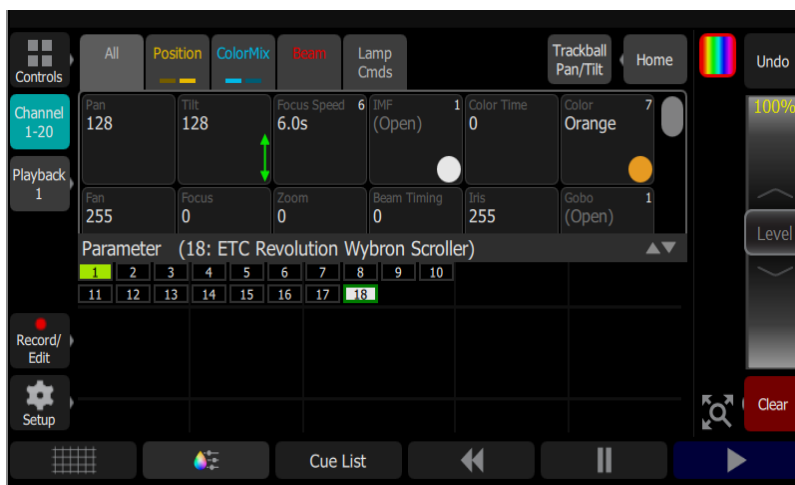 Controls
All
Position
ColorMix
Beam
Lamp
Cmds
Trackball
Pan/Tilt
Home
Undo
Channel
1-20
Playback
1
Pan
128
Tilt
128
Focus Speed 6
6.0s
IMF 1
(Open)
Color Time
0
Color 7
Orange
100%
Fan
255
Focus
0
Zoom
0
Beam Timing
0
Iris
255
Gobo 1
(Open)
Level
Parameter (18: ETC Revolution Wybron Scroller)
1 2 3 4 5 6 7 8 9 10
11 12 13 14 15 16 17 18
Record/
Edit
Setup
Clear
Cue List